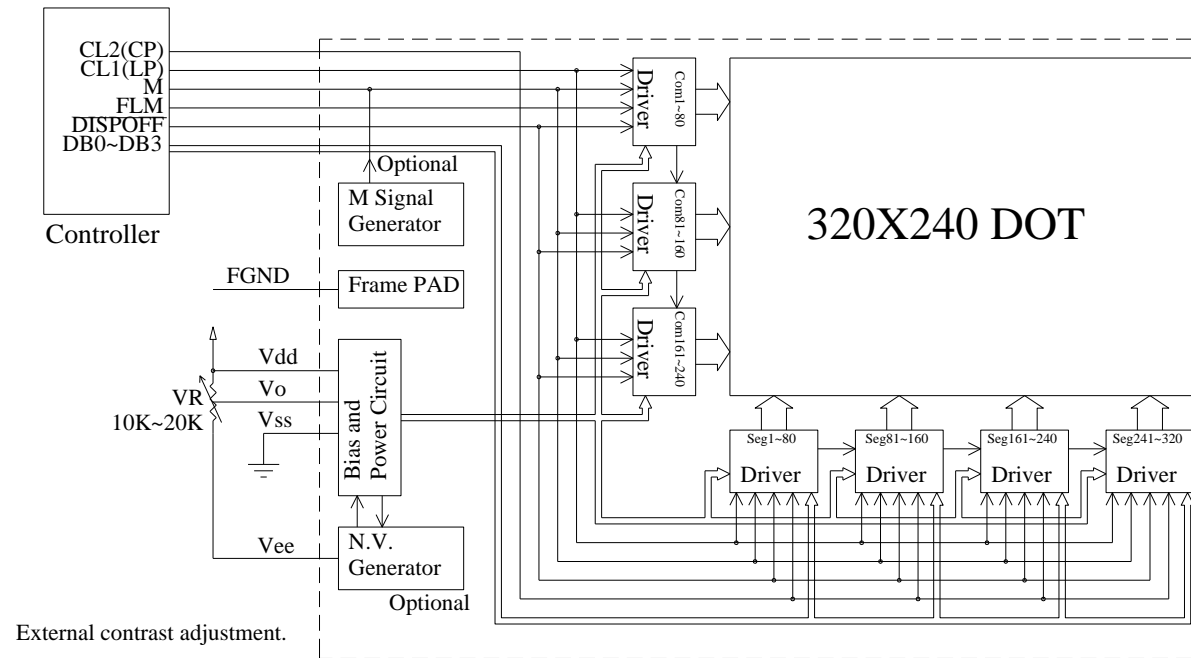 CL2(CP)
CL1(LP)
M
FLM
DISPOFF
DB0~DB3
Controller
Optional
M Signal
Generator
FGND
Frame PAD
Vdd
Vo
Vss
VR
10K~20K
Bias and
Power Circuit
Vee
N.V.
Generator
Optional
External contrast adjustment.
Driver
Com1~80
Driver
Com81~160
Driver
Com161~240
320X240 DOT
Seg1~80
Driver
Seg81~160
Driver
Seg161~240
Driver
Seg241~320
Driver